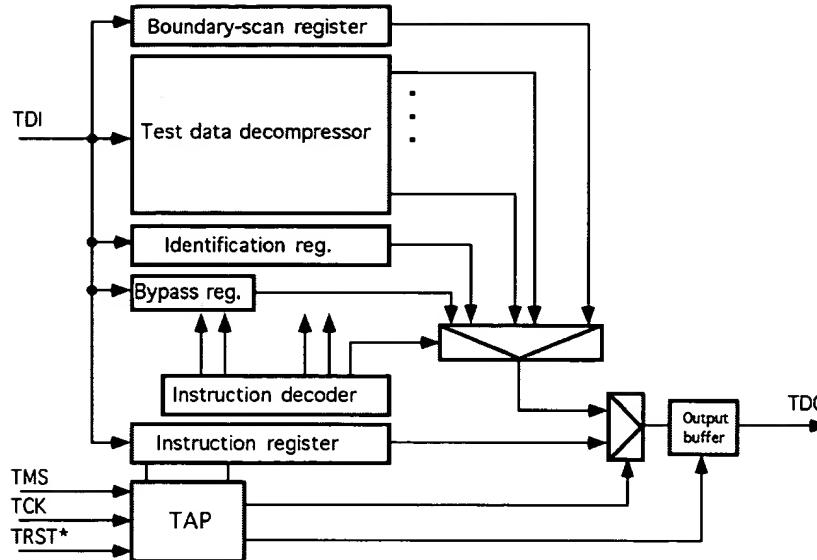 Boundary-scan register
TDI
Test data decompressor
Identification reg.
Bypass reg.
Instruction decoder
Instruction register
Output
buffer
TDO
TMS
TCK
TRST*
TAP